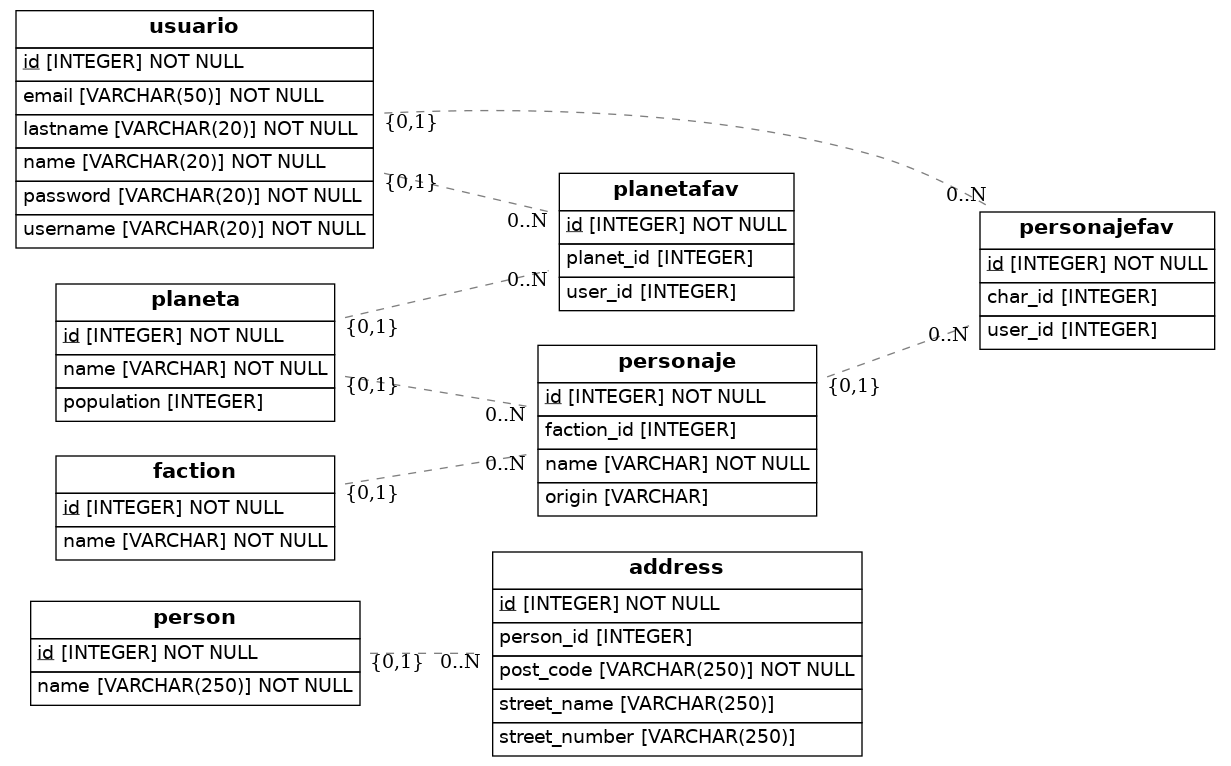 usuario
id [INTEGER] NOT NULL
email [VARCHAR(50)] NOT NULL
lastname [VARCHAR(20)] NOT NULL
name [VARCHAR(20)] NOT NULL
password [VARCHAR(20)] NOT NULL
username [VARCHAR(20)] NOT NULL
{0,1}
0..N
{0,1}
0..N
planetafav
id [INTEGER] NOT NULL
planet_id [INTEGER]
user_id [INTEGER]
personajefav
id [INTEGER] NOT NULL
char_id [INTEGER]
user_id [INTEGER]
planeta
id [INTEGER] NOT NULL
name [VARCHAR] NOT NULL
population [INTEGER]
{0,1}
0..N
{0,1}
0..N
personaje
id [INTEGER] NOT NULL
faction_id [INTEGER]
name [VARCHAR] NOT NULL
origin [VARCHAR]
{0,1}
0..N
faction
id [INTEGER] NOT NULL
name [VARCHAR] NOT NULL
{0,1}
0..N
person
id [INTEGER] NOT NULL
name [VARCHAR(250)] NOT NULL
{0,1}
0..N
address
id [INTEGER] NOT NULL
person_id [INTEGER]
post_code [VARCHAR(250)] NOT NULL
street_name [VARCHAR(250)]
street_number [VARCHAR(250)]